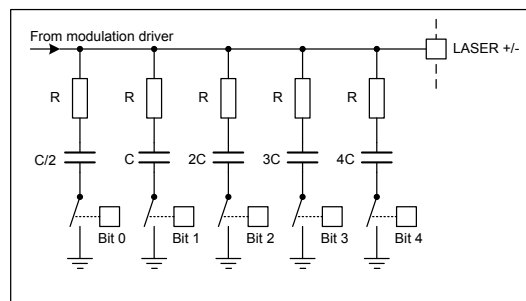 From modulation driver
LASER +/-
R R R R R
C/2 C 2C 3C 4C
Bit 0 Bit 1 Bit 2 Bit 3 Bit 4